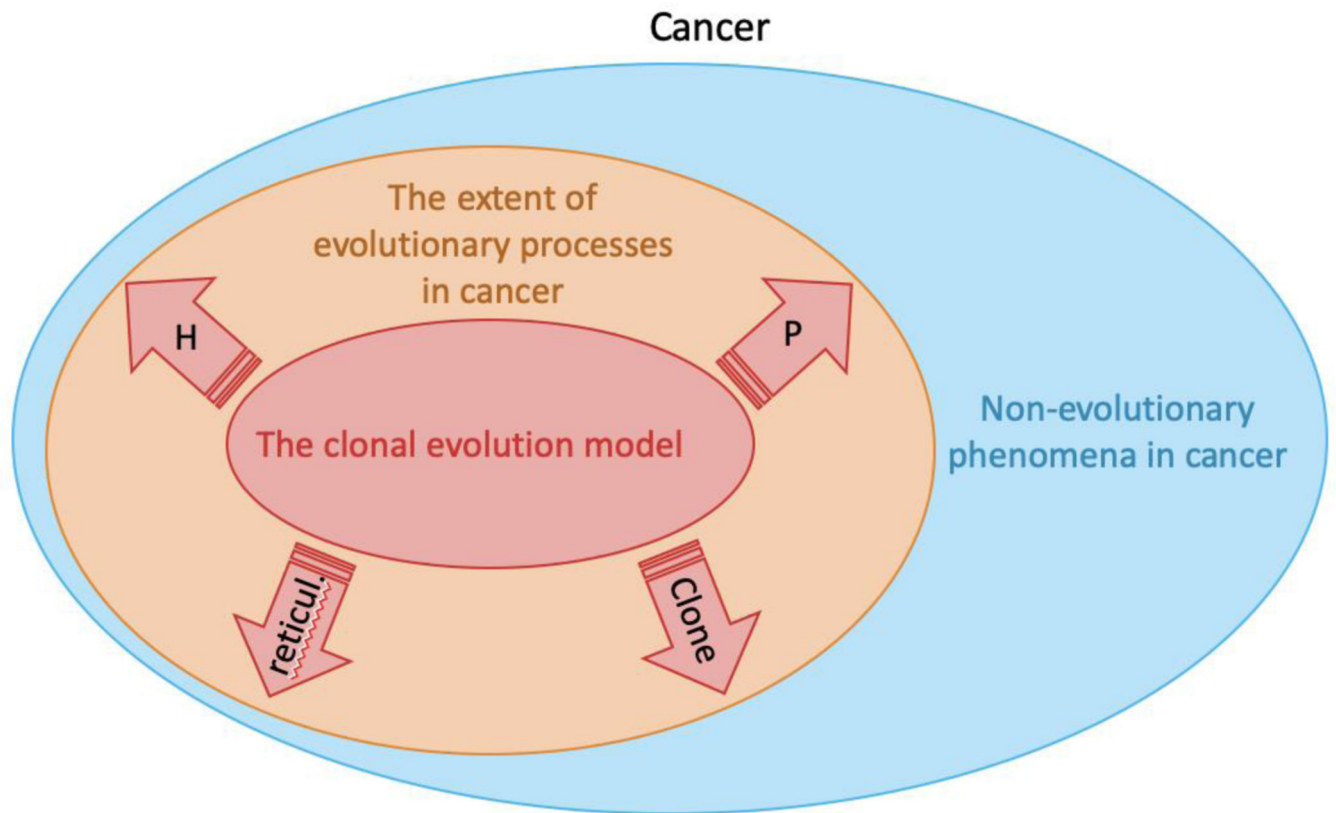 Cancer
The extent of
evolutionary processes
in cancer
H
P
The clonal evolution model
Non-evolutionary
phenomena in cancer
reticul.
Clone